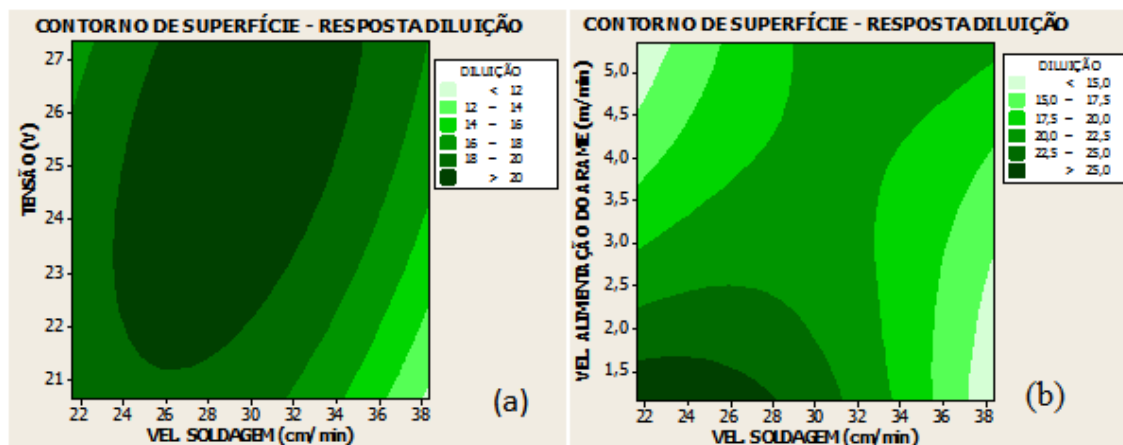 CONTORNO DE SUPERFÍCIE - RESPOSTA DILUIÇÃO
27
26
25
24
23
22
21
TENSÃO (V)
22 24 26 28 30 32 34 36 38
VEL. SOLDAGEM (cm/min)
DILUIÇÃO
< 12
12 – 14
14 – 16
16 – 18
18 – 20
> 20
(a)
CONTORNO DE SUPERFÍCIE - RESPOSTA DILUIÇÃO
5,0
4,5
4,0
3,5
3,0
2,5
2,0
1,5
VEL. ALIMENTAÇÃO DO ARAME (m/min)
22 24 26 28 30 32 34 36 38
VEL. SOLDAGEM (cm/min)
DILUIÇÃO
< 15,0
15,0 – 17,5
17,5 – 20,0
20,0 – 22,5
22,5 – 25,0
> 25,0
(b)